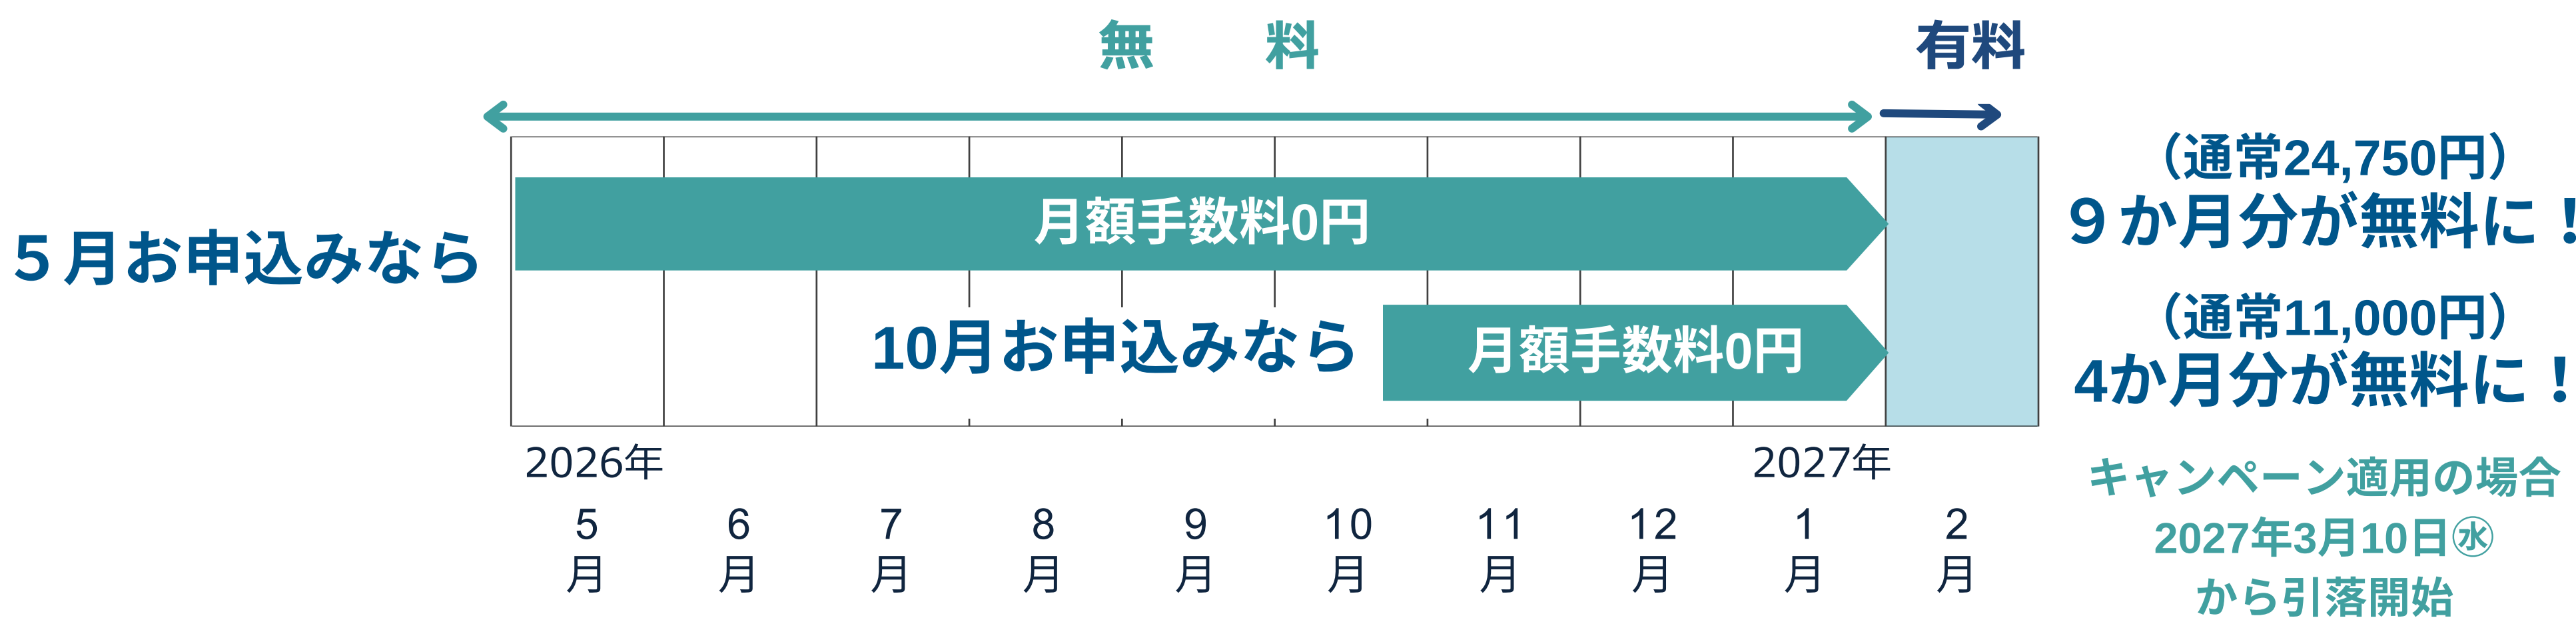 無　料
有料
（通常24,750円）
９か月分が無料に！
月額手数料0円
５月お申込みなら
（通常11,000円）
4か月分が無料に！
10月お申込みなら
月額手数料0円
2026年
2027年
5月
6月
7月
8月
9月
10月
11月
12月
1月
2月
キャンペーン適用の場合
2027年3月10日㊌
から引落開始